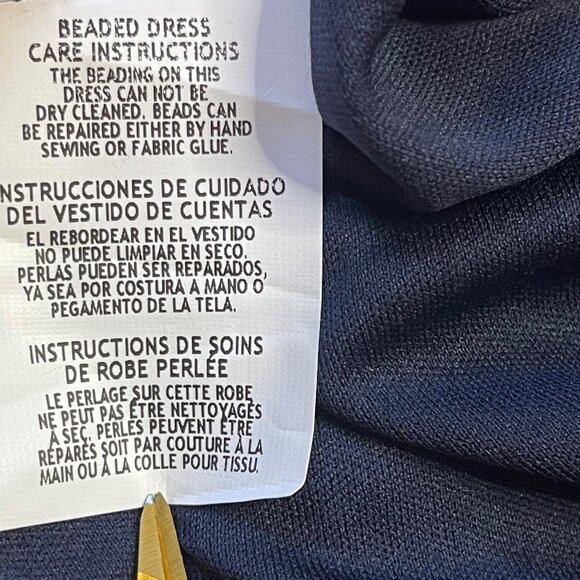 BEADED DRESS
CARE INSTRUCTIONS
THE BEADING ON THIS
DRESS CAN NOT BE
DRY CLEANED. BEADS CAN
BE REPAIRED EITHER BY HAND
SEWING OR FABRIC GLUE.
NSTRUCCIONES DE CUIDADO
DEL VESTIDO DE CUENTAS
EL REBORDEAR EN EL VESTIDO
NO PUEDE LIMPIAR EN SECO.
PERLAS PUEDEN SER REPARADOS,
YA SEA POR COSTURA A MANO O
PEGAMENTO DE LA TELA.
INSTRUCTIONS DE SOINS
DE ROBE PERLÉE
LE PERLAGE SUR CETTE ROBE
NE PEUT PAS ÊTRE NETTOYAGÉS
À SEC. PERLES PEUVENT ÊTRE
RÉPARÉS SOIT PAR COUTURE À LA
MAIN OU À LA COLLE POUR TISSU.